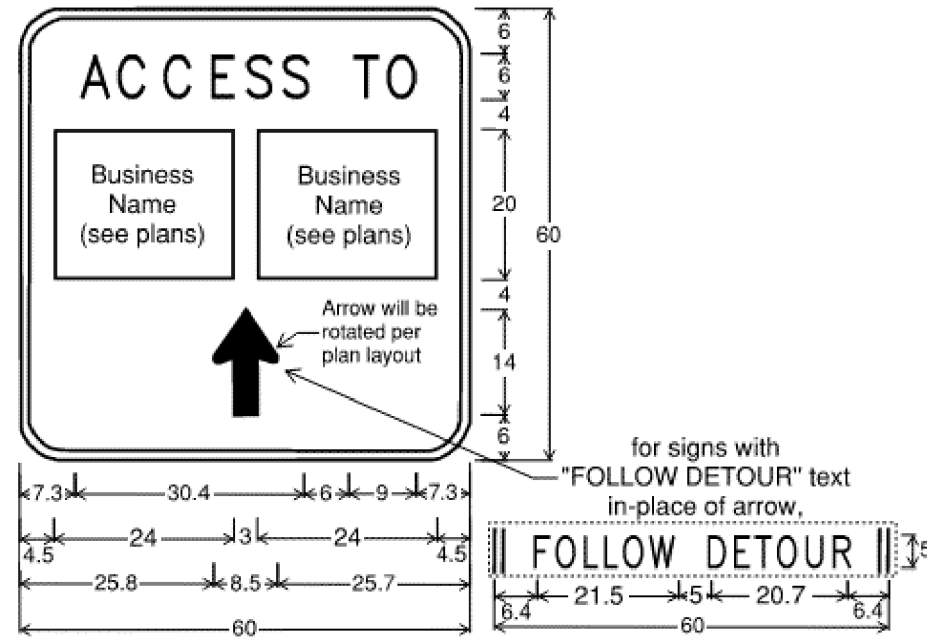 ACCESS TO
Business
Name
(see plans)
Business
Name
(see plans)
Arrow will be
rotated per
plan layout
6
6
4
20
60
4
14
6
for signs with
"FOLLOW DETOUR" text
in-place of arrow,
7.3 30.4 6 9 7.3
4.5 24 3 24 4.5
25.8 8.5 25.7
60
FOLLOW DETOUR
5
6.4 21.5 5 20.7 6.4
60